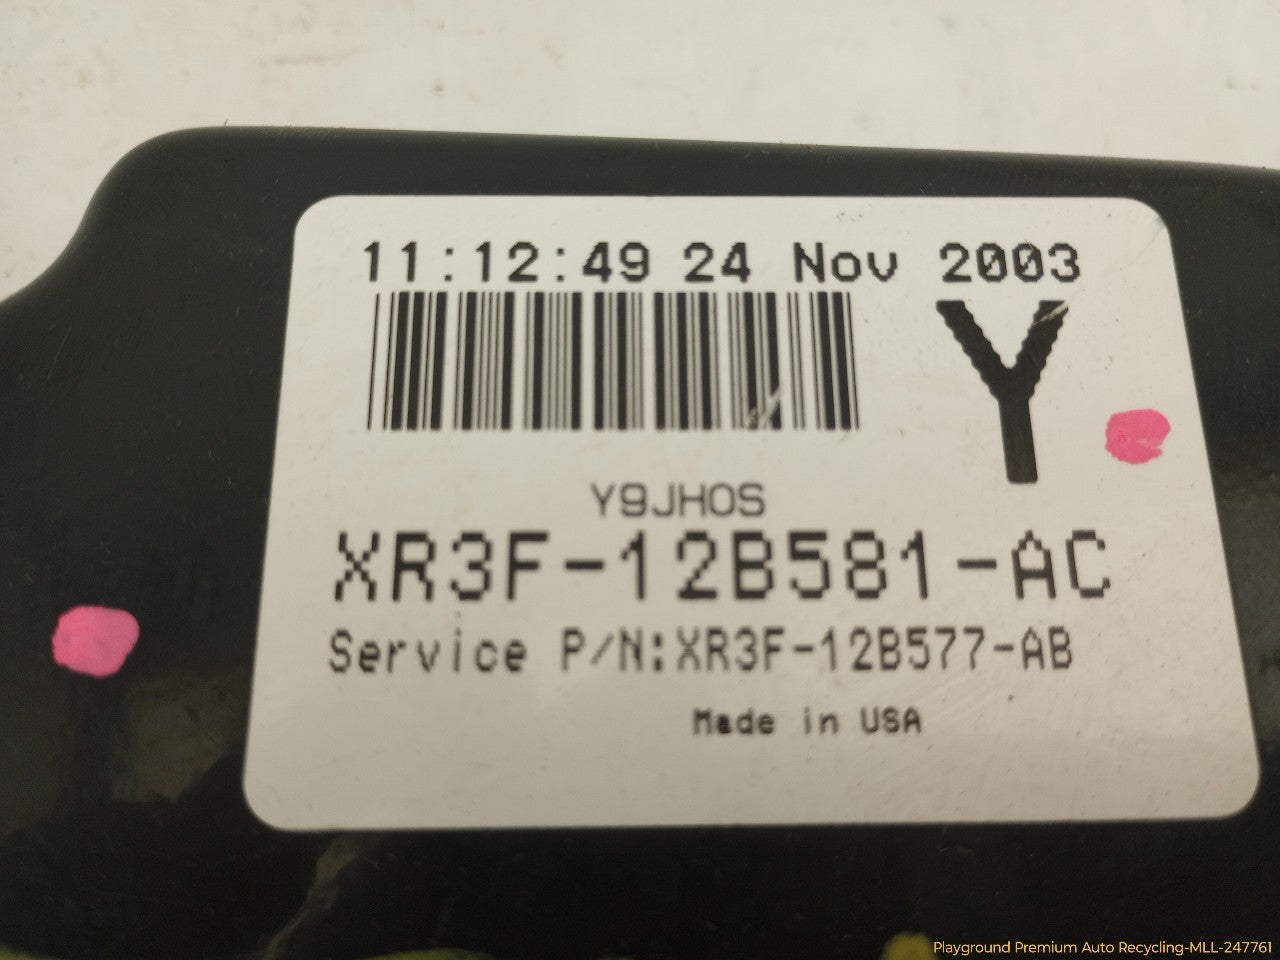 11:12:49 24 Nov 2003
Y
Y9JHOS
XR3F-12B581-AC
Service P/N:XR3F-12B577-AB
Made in USA
Playground Premium Auto Recycling-MLL-247761